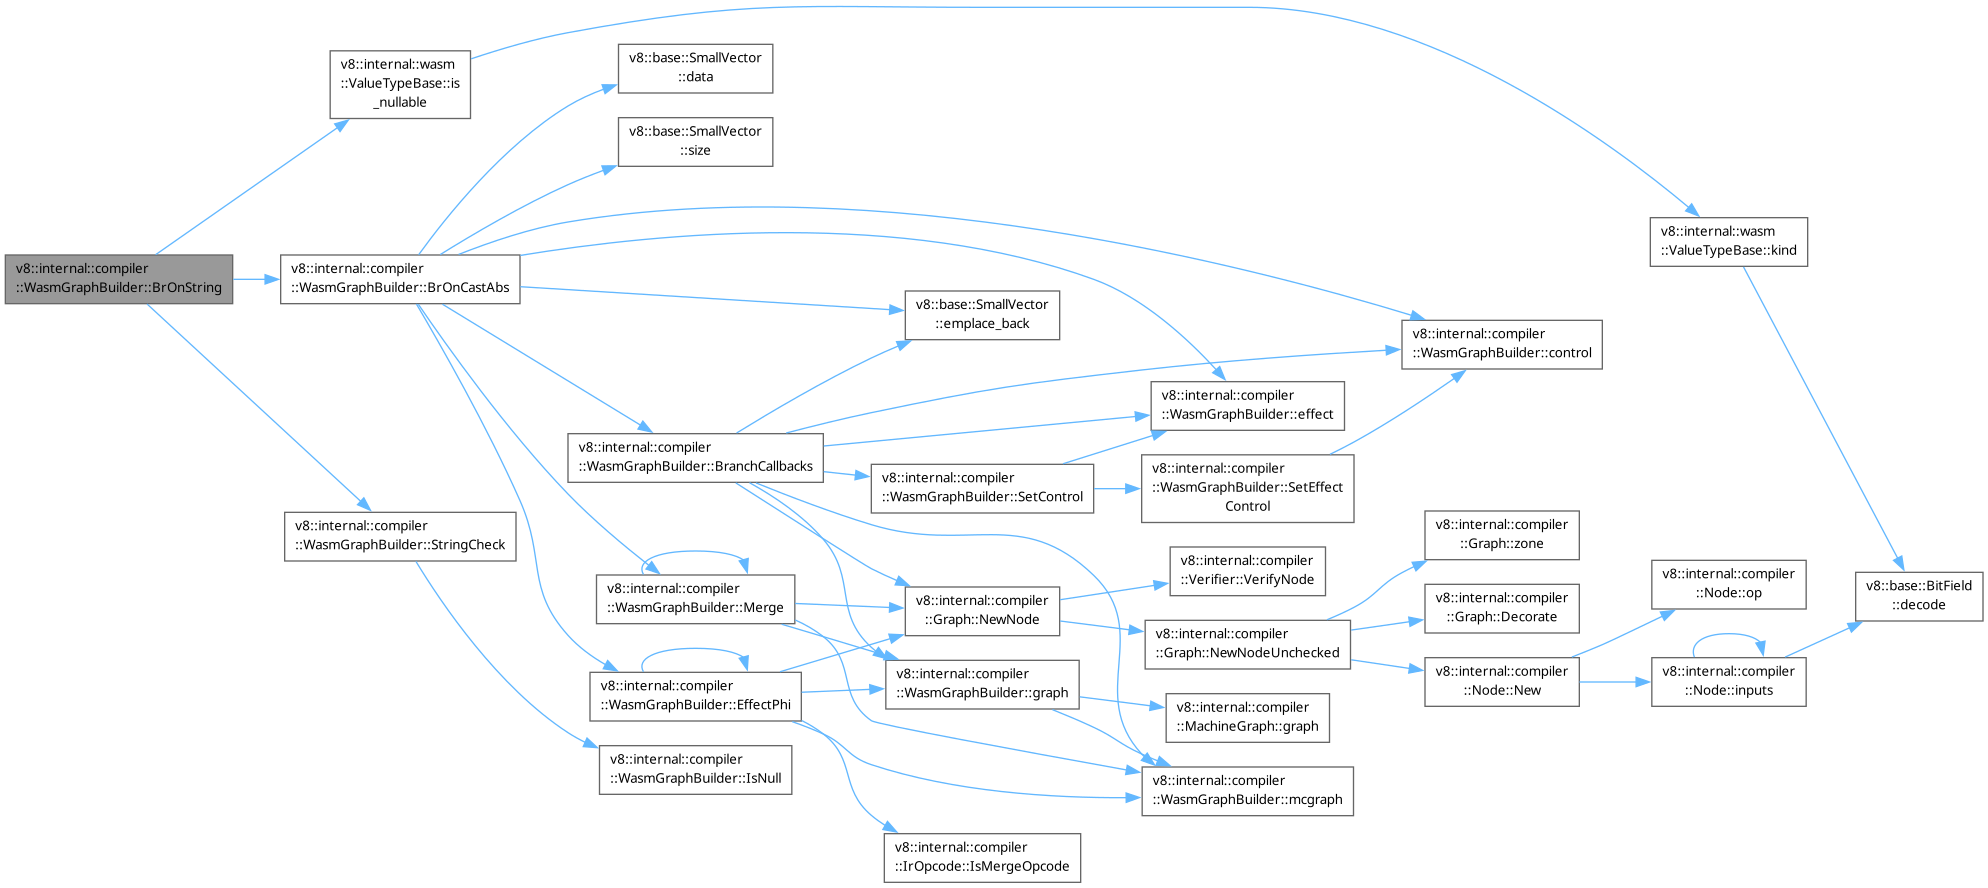 v8::internal::compiler
::WasmGraphBuilder::BrOnString
v8::internal::wasm
::ValueTypeBase::is
_nullable
v8::internal::compiler
::WasmGraphBuilder::BrOnCastAbs
v8::internal::compiler
::WasmGraphBuilder::StringCheck
v8::base::SmallVector
::data
v8::base::SmallVector
::size
v8::internal::compiler
::WasmGraphBuilder::BranchCallbacks
v8::internal::compiler
::WasmGraphBuilder::Merge
v8::internal::compiler
::WasmGraphBuilder::EffectPhi
v8::internal::compiler
::WasmGraphBuilder::IsNull
v8::base::SmallVector
::emplace_back
v8::internal::compiler
::WasmGraphBuilder::SetControl
v8::internal::compiler
::Graph::NewNode
v8::internal::compiler
::WasmGraphBuilder::graph
v8::internal::compiler
::IrOpcode::IsMergeOpcode
v8::internal::compiler
::WasmGraphBuilder::effect
v8::internal::compiler
::WasmGraphBuilder::SetEffect
Control
v8::internal::compiler
::Verifier::VerifyNode
v8::internal::compiler
::Graph::NewNodeUnchecked
v8::internal::compiler
::MachineGraph::graph
v8::internal::compiler
::WasmGraphBuilder::mcgraph
v8::internal::compiler
::WasmGraphBuilder::control
v8::internal::compiler
::Graph::zone
v8::internal::compiler
::Graph::Decorate
v8::internal::compiler
::Node::New
v8::internal::wasm
::ValueTypeBase::kind
v8::internal::compiler
::Node::op
v8::internal::compiler
::Node::inputs
v8::base::BitField
::decode